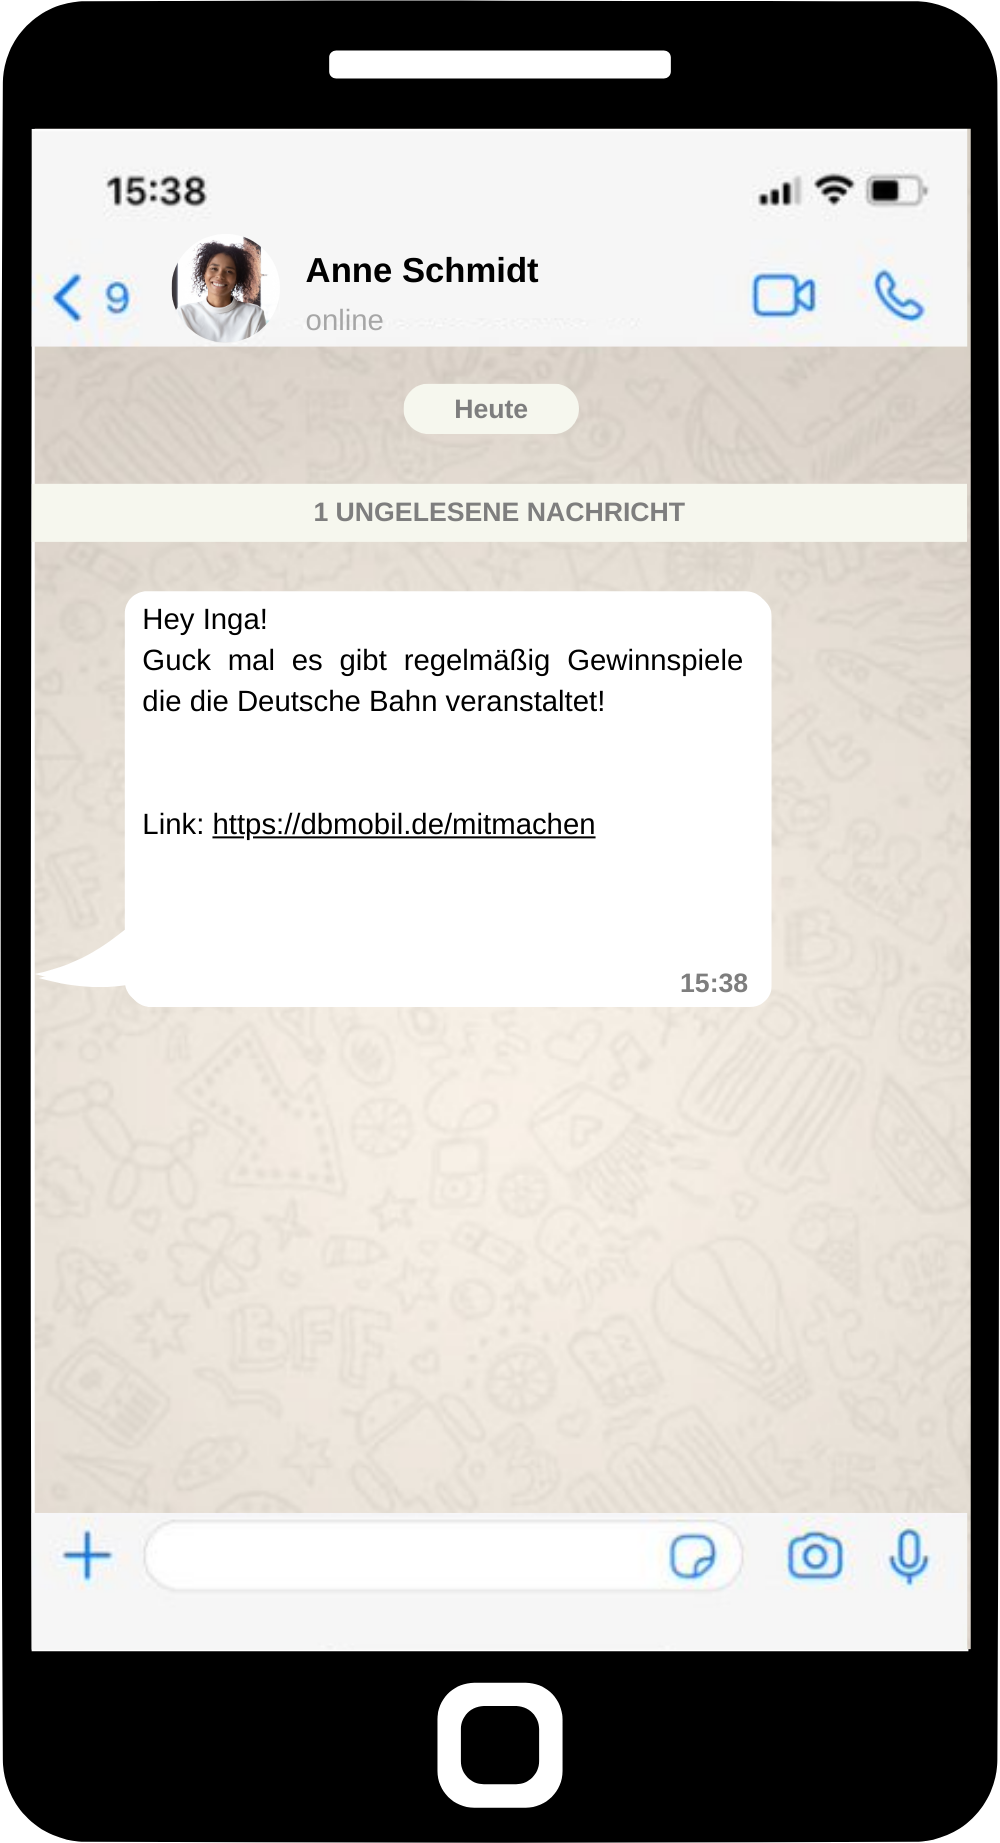 15:38
9
Anne Schmidt
online
Heute
1 UNGELESENE NACHRICHT
Hey Inga!
Guck mal es gibt regelmäßig Gewinnspiele
die die Deutsche Bahn veranstaltet!
Link: https://dbmobil.de/mitmachen
15:38
BFF